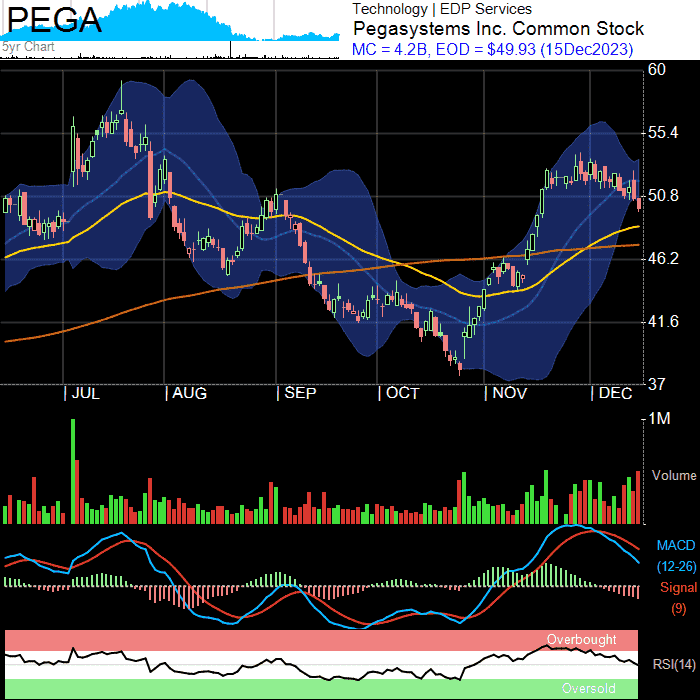 PEGA
5yr Chart
Technology | EDP Services
Pegasystems Inc. Common Stock
MC = 4.2B, EOD = $49.93 (15Dec2023)
60
55.4
50.8
46.2
41.6
37
| JUL | AUG | SEP | OCT | NOV | DEC
1M
Volume
MACD
(12-26)
Signal
(9)
Overbought
RSI(14)
Oversold